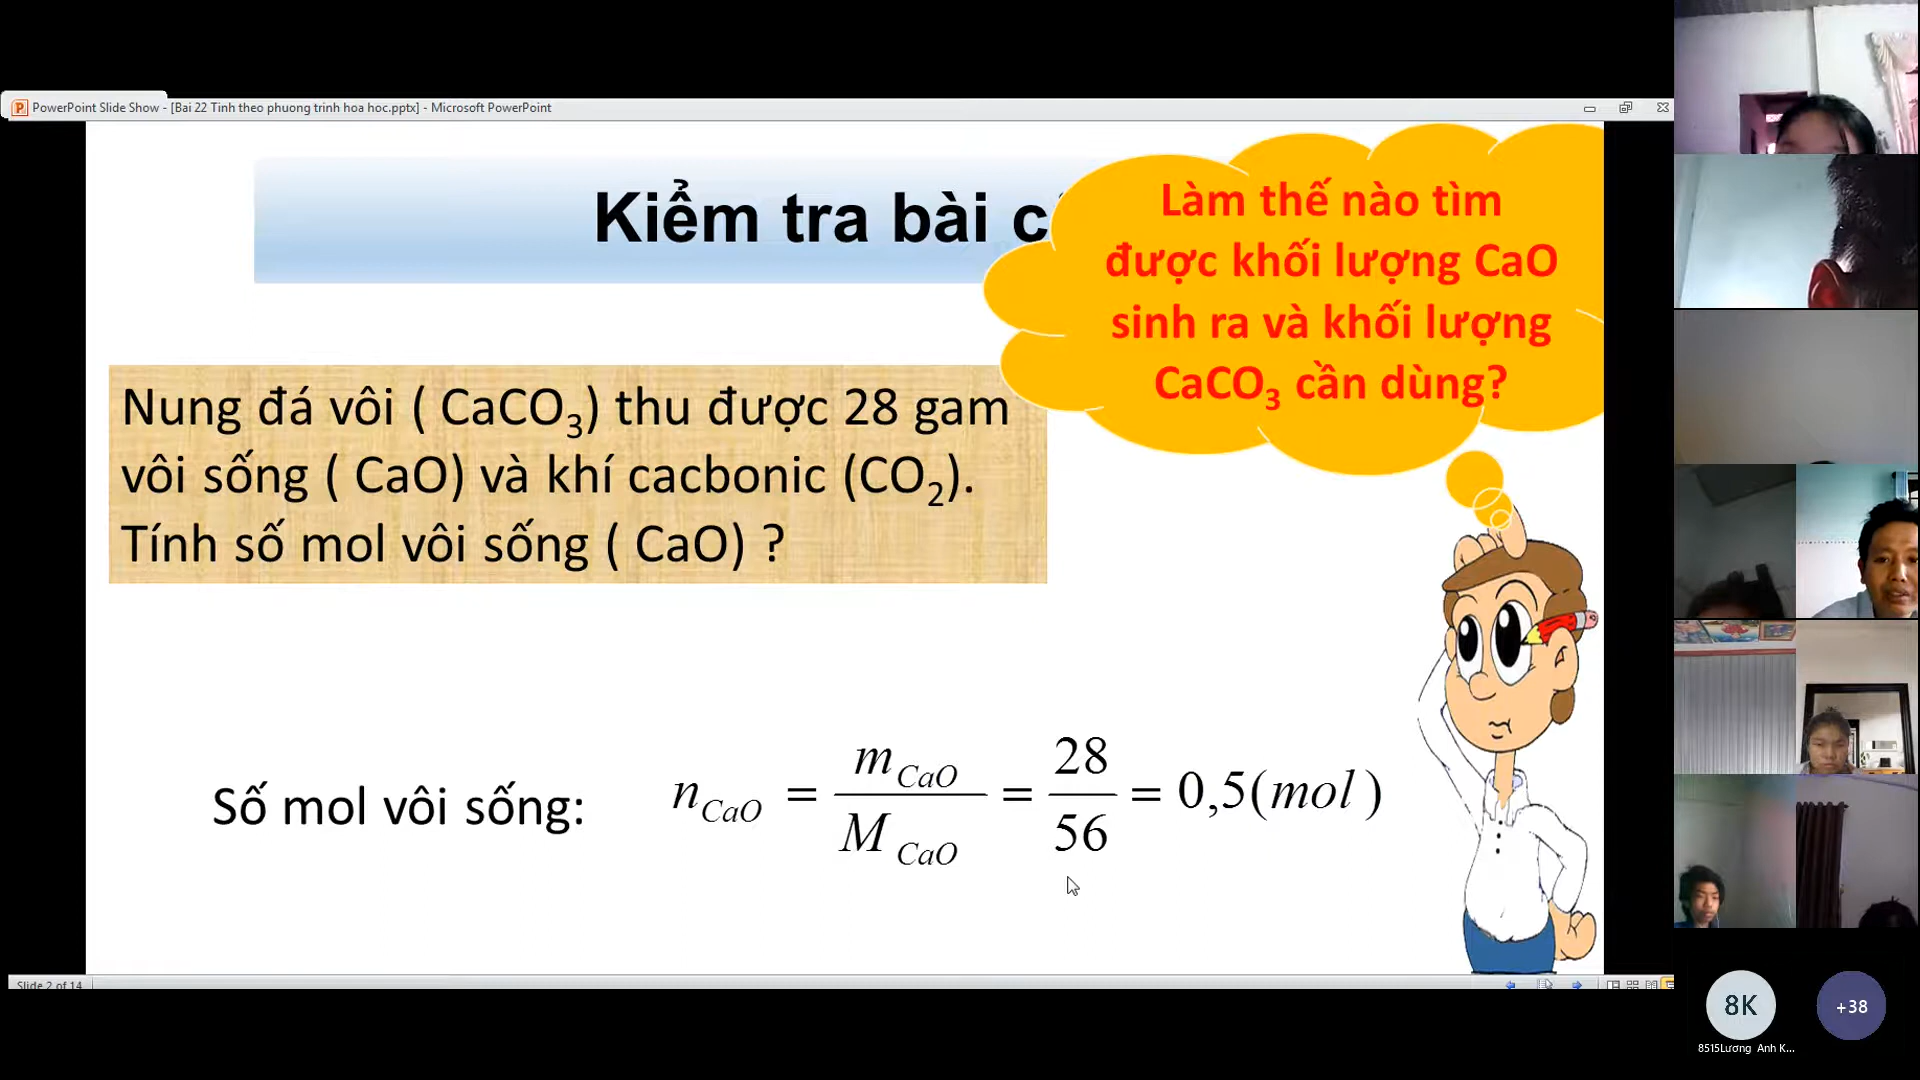 PowerPoint Slide Show - [Bai 22 Tinh theo phuong trinh hoa hoc.pptx] - Microsoft PowerPoint
Kiểm tra bài c
Làm thế nào tìm
được khối lượng CaO
sinh ra và khối lượng
CaCO₃ cần dùng?
Nung đá vôi ( CaCO₃) thu được 28 gam
vôi sống ( CaO) và khí cacbonic (CO₂).
Tính số mol vôi sống ( CaO) ?
Số mol vôi sống: n_CaO = m_CaO / M_CaO = 28 / 56 = 0,5(mol)
Slide 2 of 14
8K
+38
8515Lương Anh K...